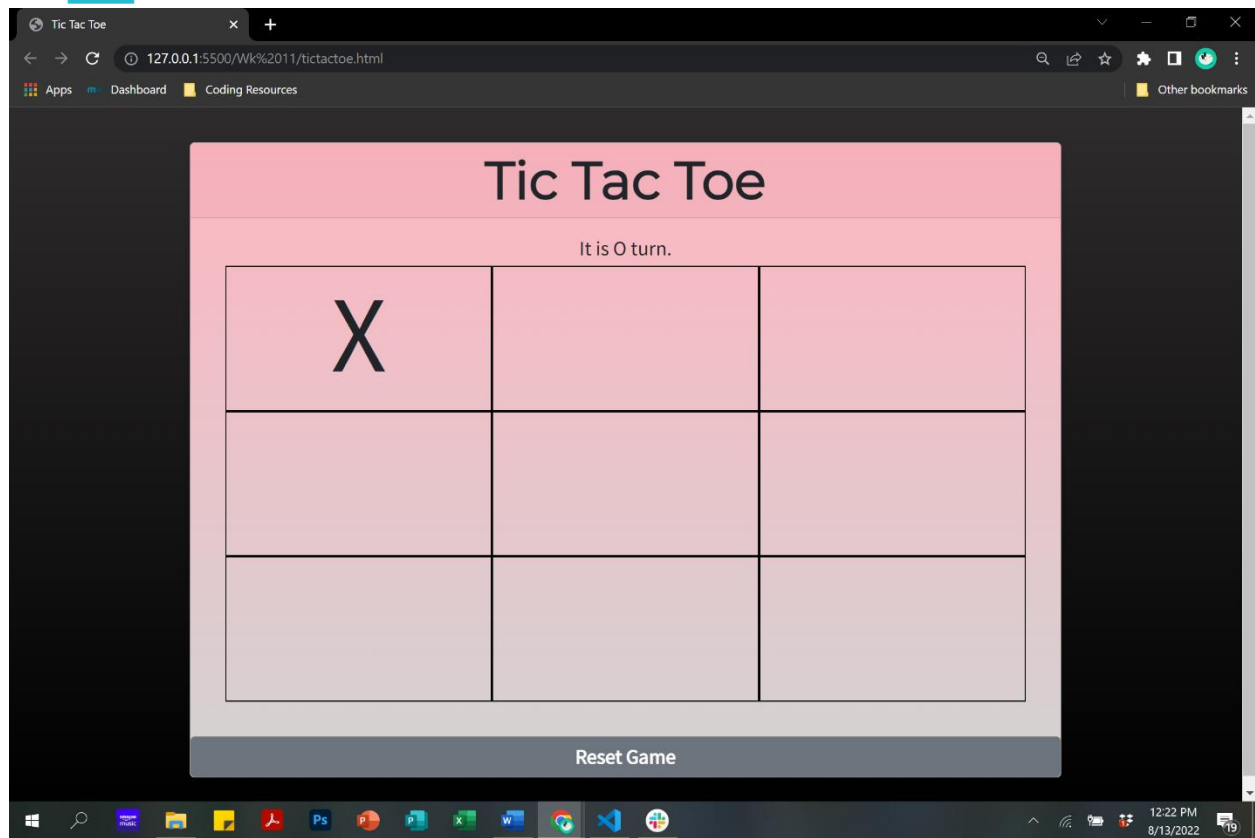 Tic Tac Toe
127.0.0.1:5500/Wk%2011/tictactoe.html
Apps Dashboard Coding Resources Other bookmarks
Tic Tac Toe
It is O turn.
X
Reset Game
12:22 PM
8/13/2022
19